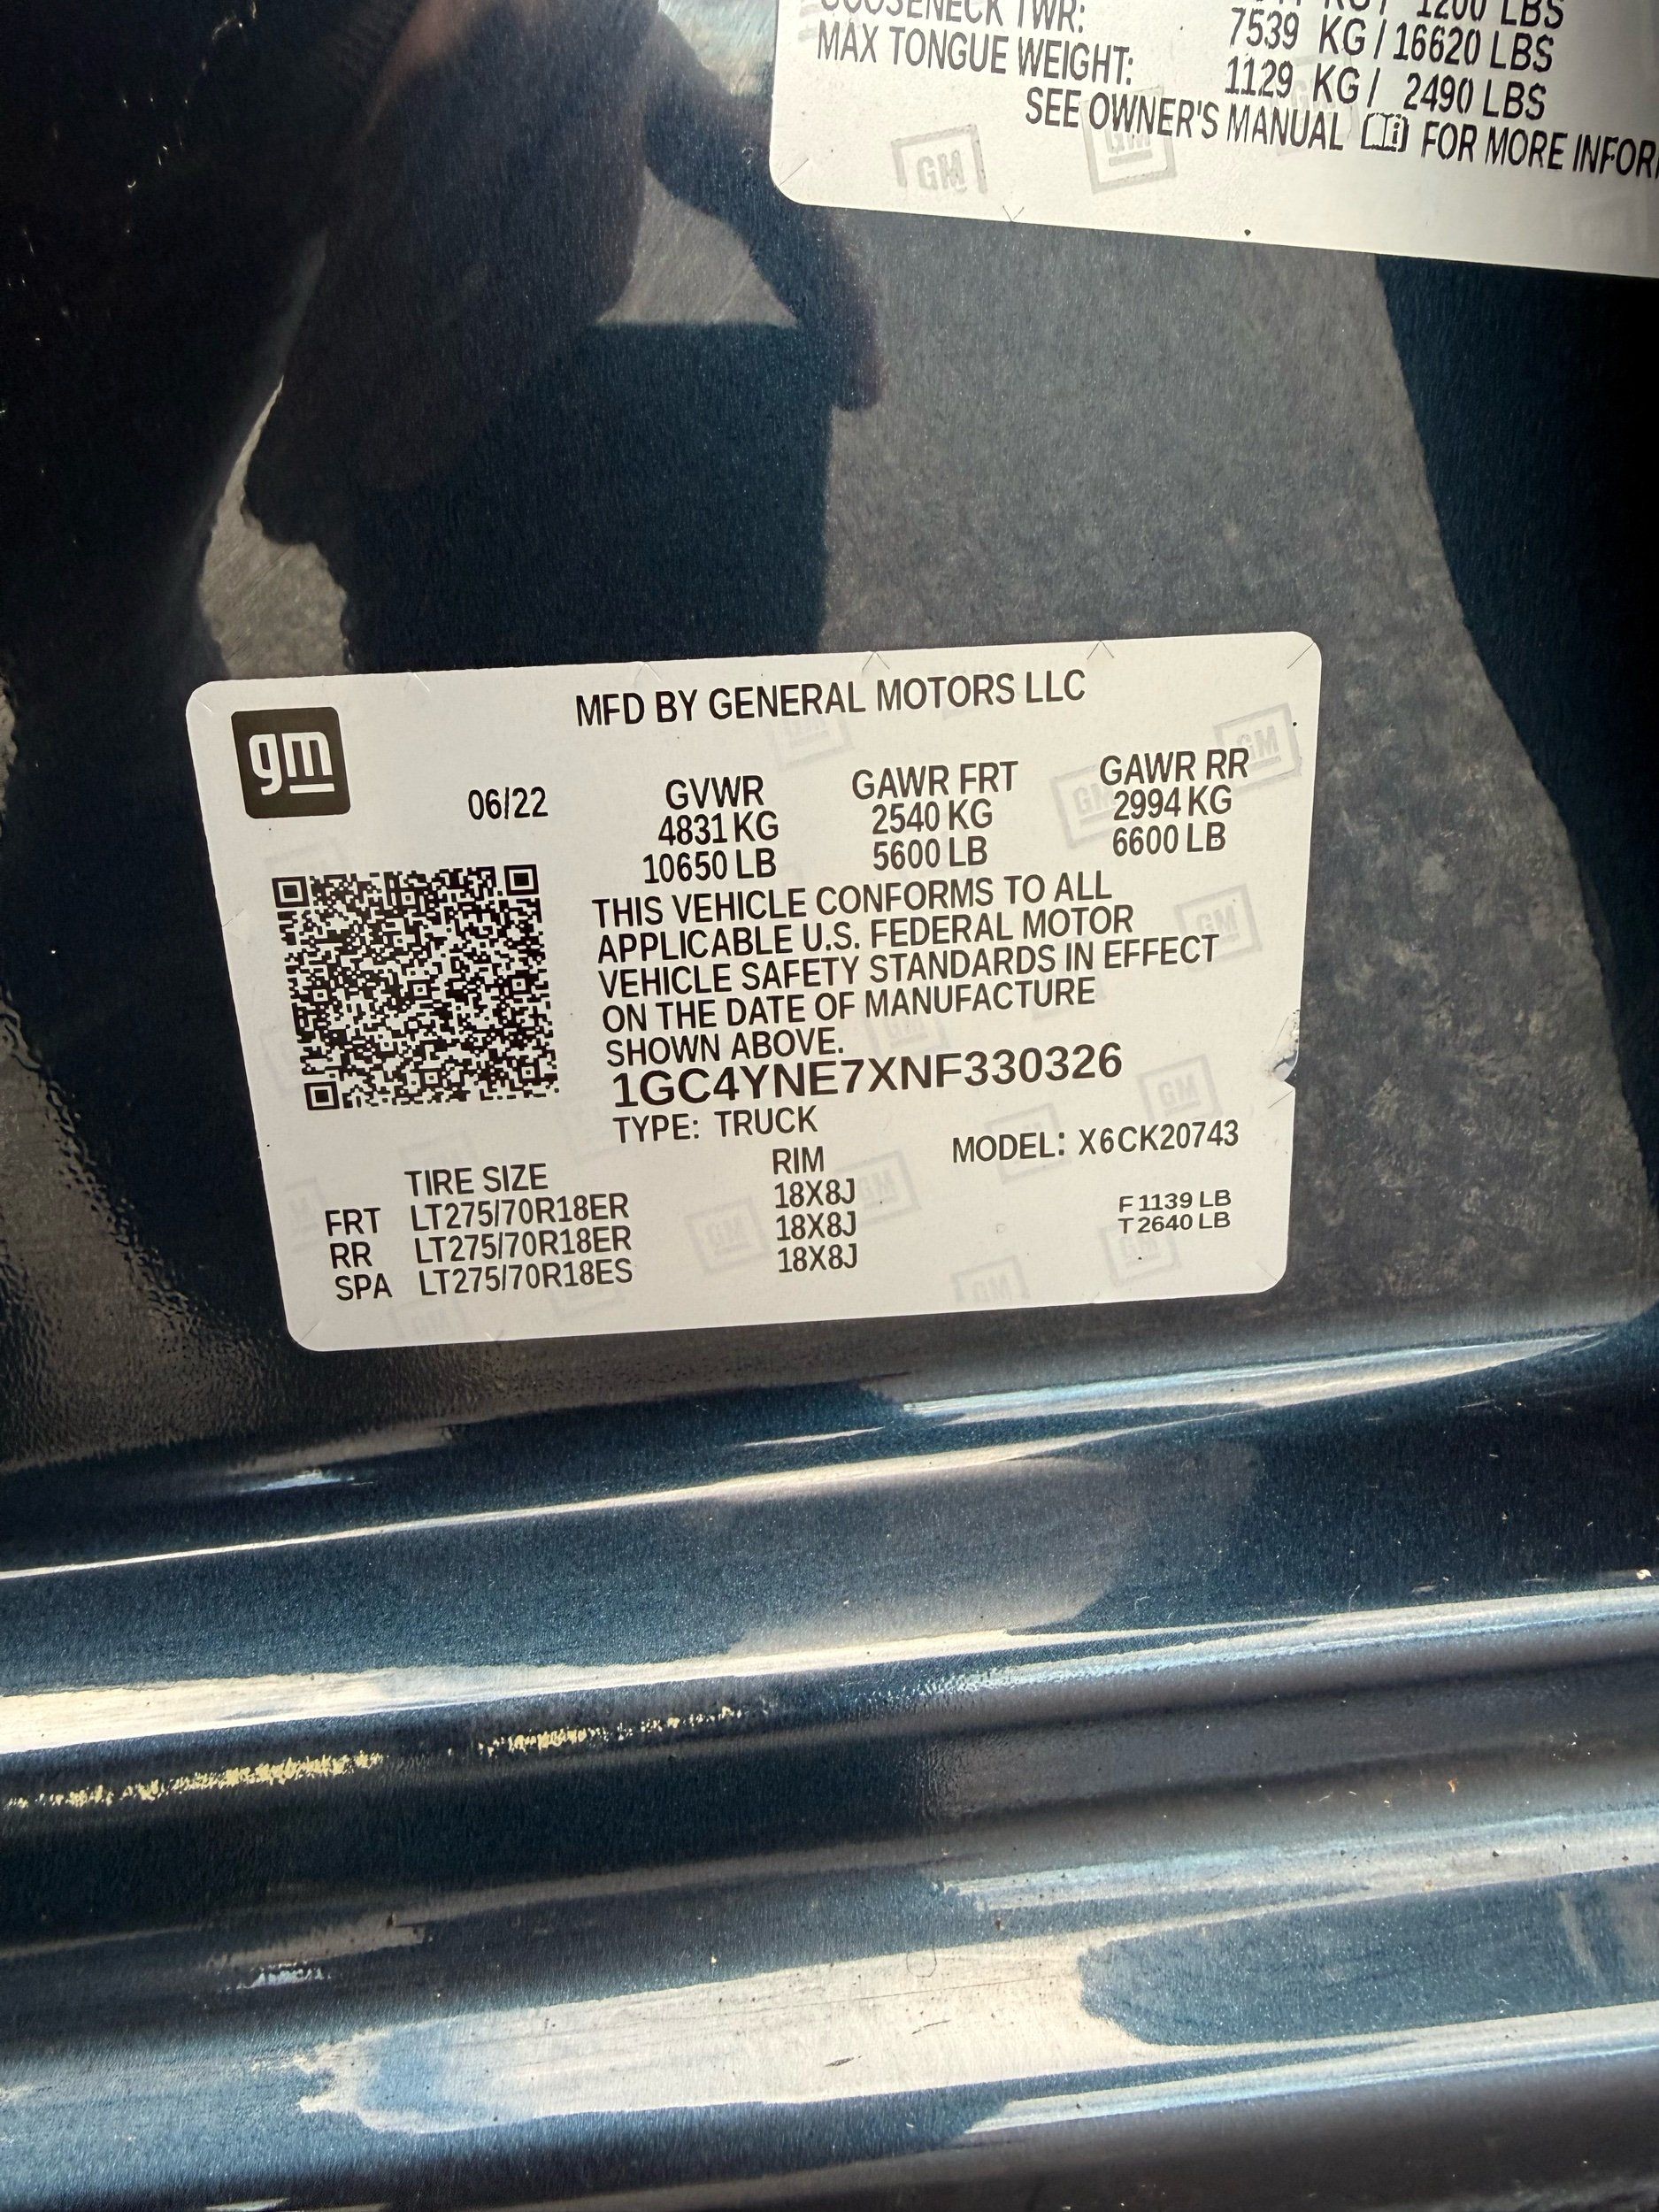 GOOSENECK TWR: 7539 KG / 16620 LBS
MAX TONGUE WEIGHT: 1129 KG / 2490 LBS
SEE OWNER'S MANUAL FOR MORE
1200 LBS
gm
MFD BY GENERAL MOTORS LLC
06/22 GVWR GAWR FRT GAWR RR
4831 KG 2540 KG 2994 KG
10650 LB 5600 LB 6600 LB
THIS VEHICLE CONFORMS TO ALL
APPLICABLE U.S. FEDERAL MOTOR
VEHICLE SAFETY STANDARDS IN EFFECT
ON THE DATE OF MANUFACTURE
SHOWN ABOVE.
1GC4YNE7XNF330326
TYPE: TRUCK
MODEL: X6CK20743
TIRE SIZE RIM
FRT LT275/70R18ER 18X8J
RR LT275/70R18ER 18X8J
SPA LT275/70R18ES 18X8J
F 1139 LB
T 2640 LB